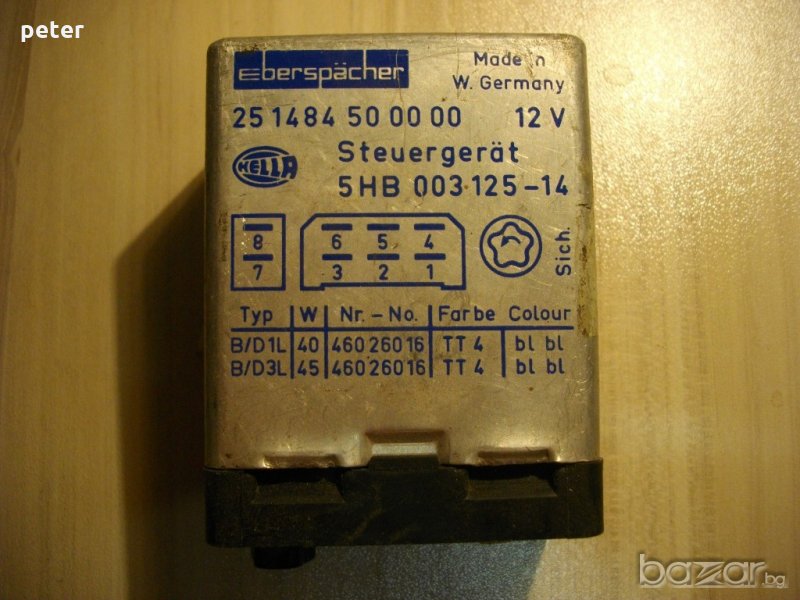 peter
Eberspächer
Made in W. Germany
25 1484 50 00 00 12 V
HELLA
Steuergerät
5HB 003 125-14
8 6 5 4
7 3 2 1
Sich.
Typ W Nr. - No. Farbe Colour
B/D1L 40 460 260 16 TT 4 bl bl
B/D3L 45 460 260 16 TT 4 bl bl
bazar.bg